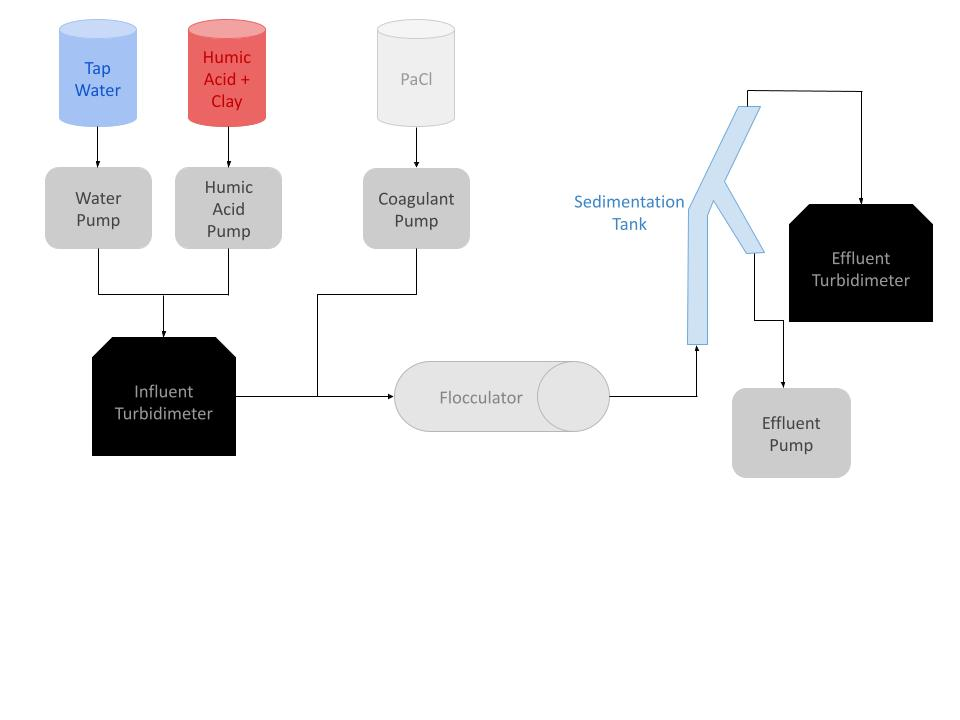 Tap
Water
Humic
Acid +
Clay
PaCl
Water
Pump
Humic
Acid
Pump
Coagulant
Pump
Sedimentation
Tank
Effluent
Turbidimeter
Influent
Turbidimeter
Flocculator
Effluent
Pump